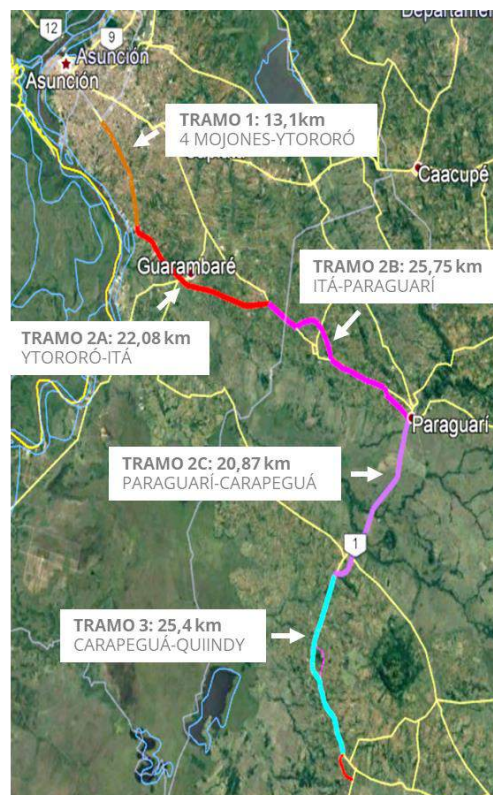 Departame
12
9
Asunción
Asunción
TRAMO 1: 13,1km
4 MOJONES-YTORORÓ
Caacupé
Guarambaré
TRAMO 2B: 25,75 km
ITÁ-PARAGUARÍ
TRAMO 2A: 22,08 km
YTORORÓ-ITÁ
Paraguarí
TRAMO 2C: 20,87 km
PARAGUARÍ-CARAPEGUÁ
1
TRAMO 3: 25,4 km
CARAPEGUÁ-QUIINDY